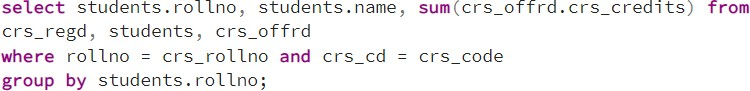 select students.rollno, students.name, sum(crs_offrd.crs_credits) from
crs_regd, students, crs_offrd
where rollno = crs_rollno and crs_cd = crs_code
group by students.rollno;